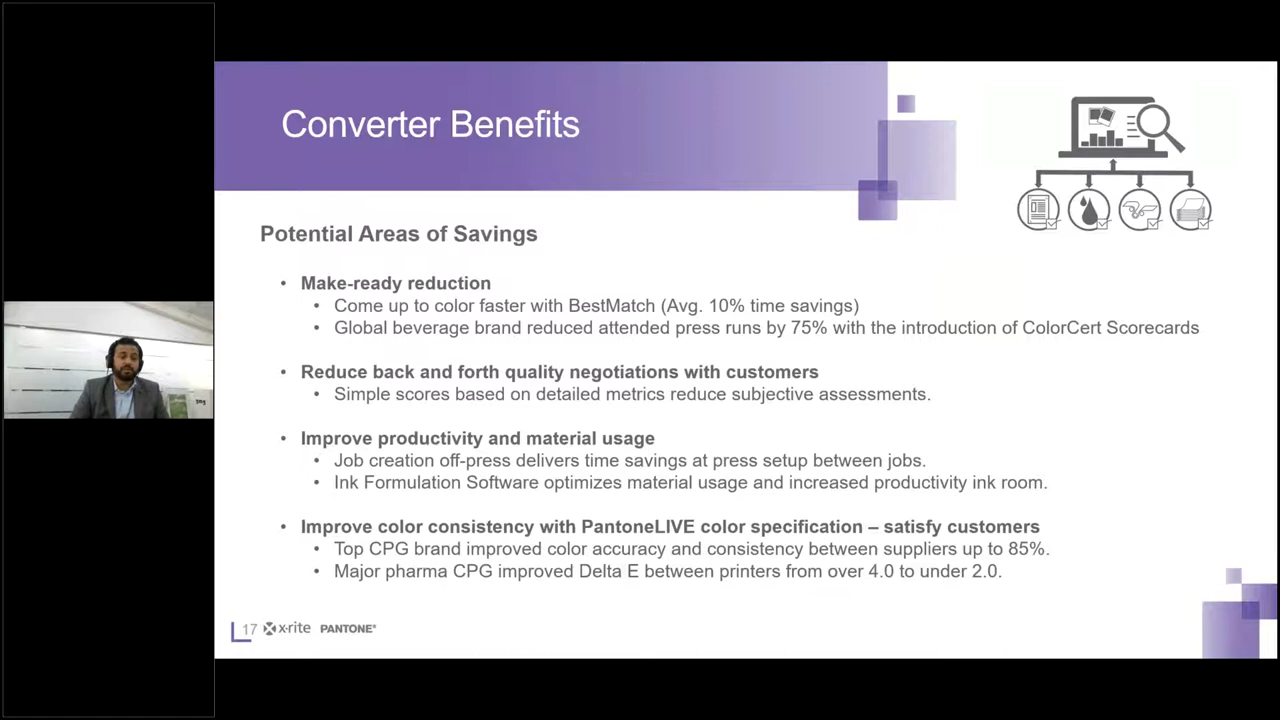 Converter Benefits
Potential Areas of Savings
• Make-ready reduction
• Come up to color faster with BestMatch (Avg. 10% time savings)
• Global beverage brand reduced attended press runs by 75% with the introduction of ColorCert Scorecards
• Reduce back and forth quality negotiations with customers
• Simple scores based on detailed metrics reduce subjective assessments.
• Improve productivity and material usage
• Job creation off-press delivers time savings at press setup between jobs.
• Ink Formulation Software optimizes material usage and increased productivity ink room.
• Improve color consistency with PantoneLIVE color specification – satisfy customers
• Top CPG brand improved color accuracy and consistency between suppliers up to 85%.
• Major pharma CPG improved Delta E between printers from over 4.0 to under 2.0.
17 x·rite PANTONE®